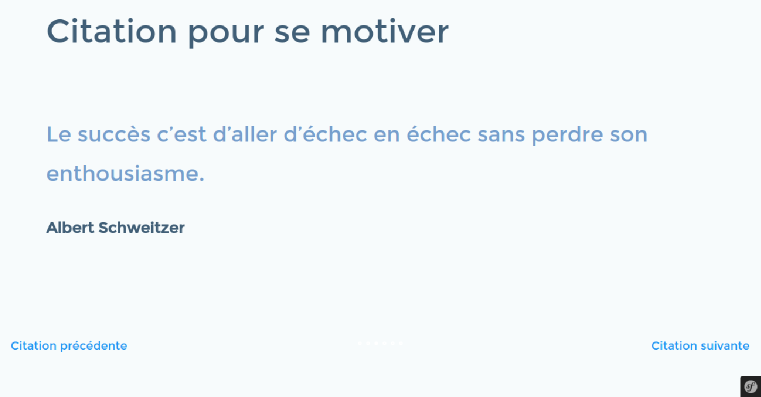 Citation pour se motiver
Le succès c’est d’aller d’échec en échec sans perdre son
enthousiasme.
Albert Schweitzer
Citation précédente
Citation suivante